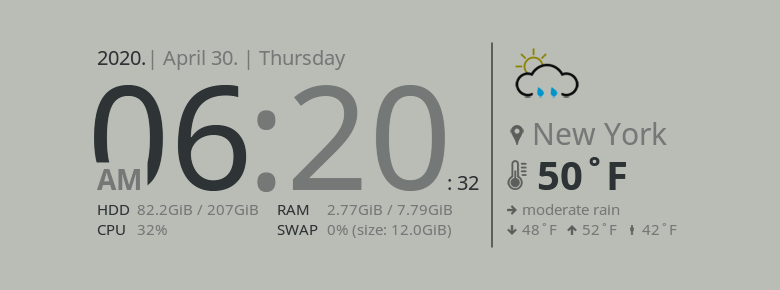 2020.| April 30. | Thursday
06:20
AM
: 32
HDD 82.2GiB / 207GiB RAM 2.77GiB / 7.79GiB
CPU 32% SWAP 0% (size: 12.0GiB)
New York
50°F
moderate rain
48°F 52°F 42°F